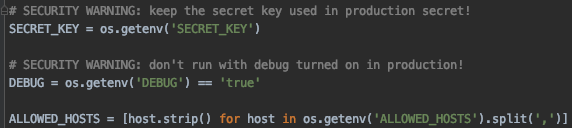 # SECURITY WARNING: keep the secret key used in production secret!
SECRET_KEY = os.getenv('SECRET_KEY')
# SECURITY WARNING: don't run with debug turned on in production!
DEBUG = os.getenv('DEBUG') == 'true'
ALLOWED_HOSTS = [host.strip() for host in os.getenv('ALLOWED_HOSTS').split(',')]